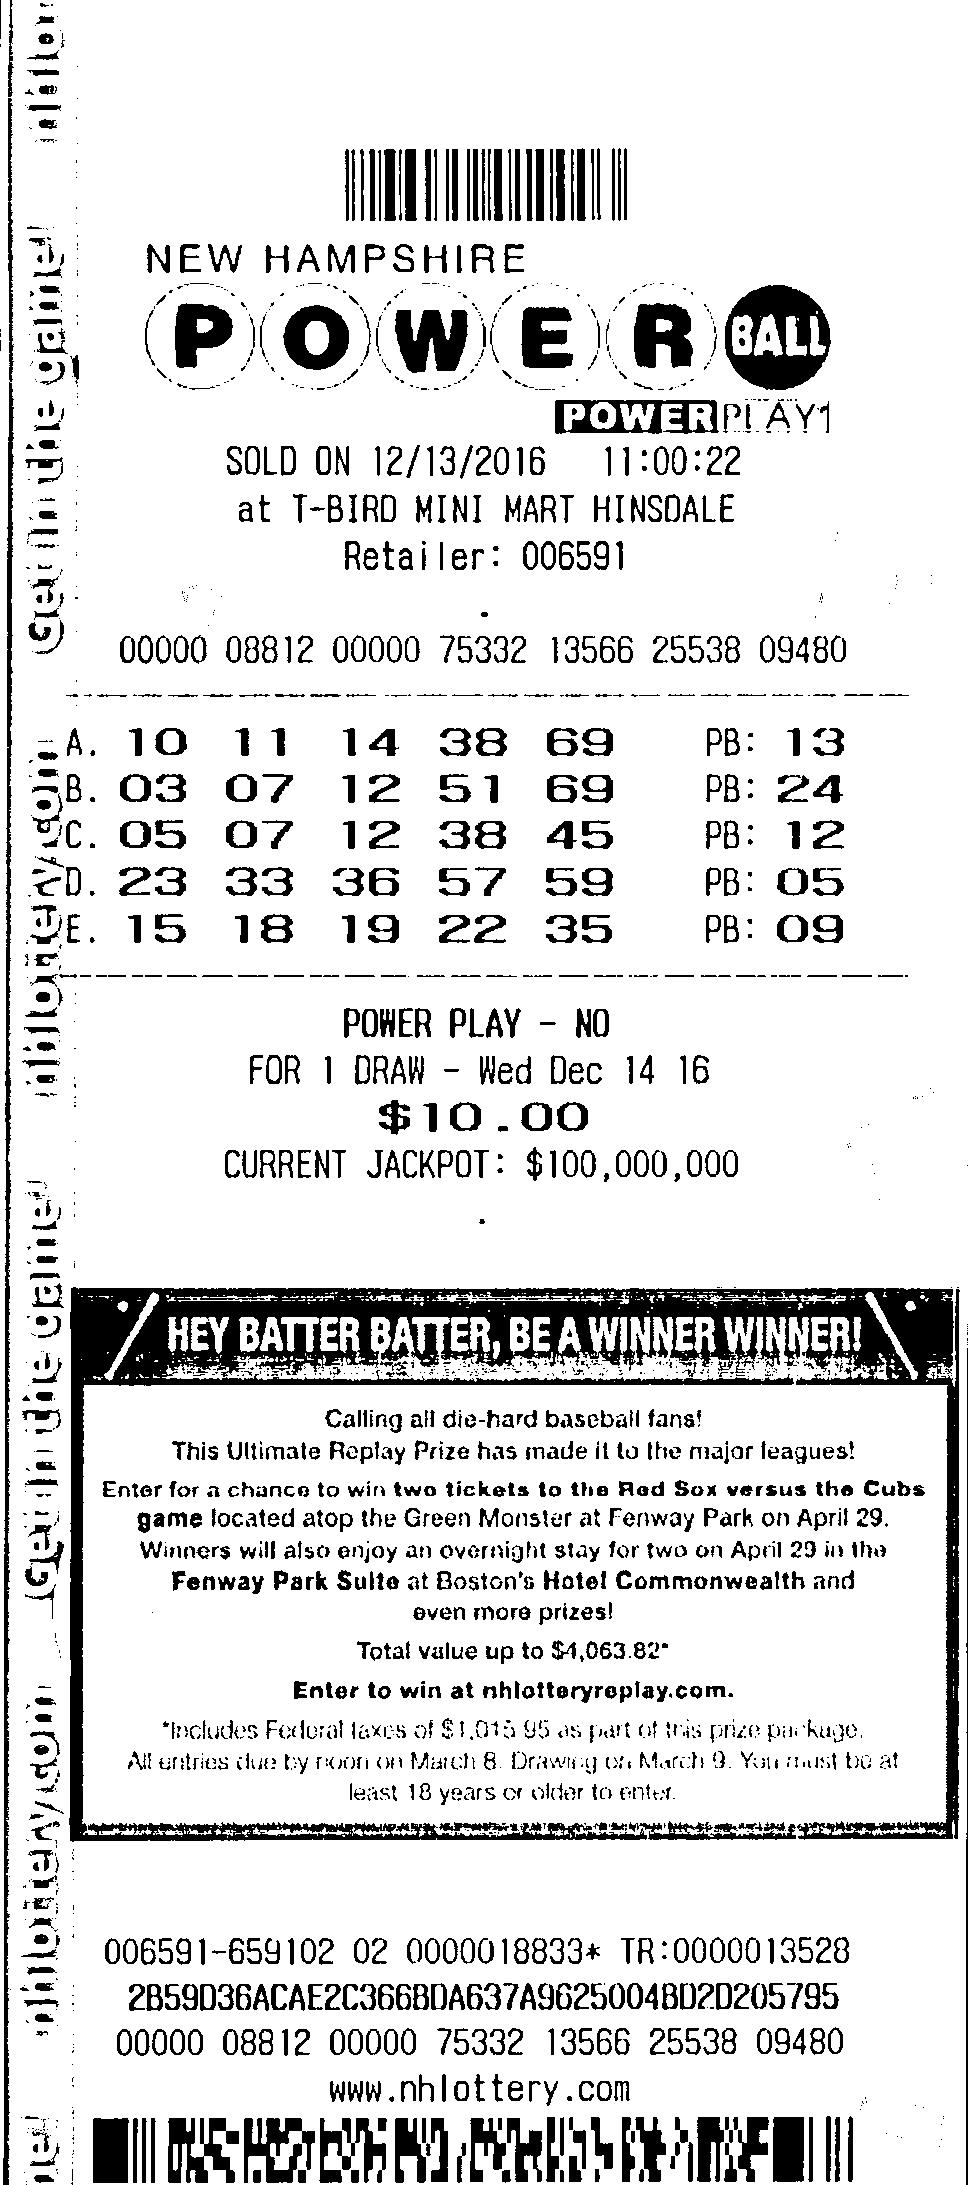 NEW HAMPSHIRE
POWER BALL
POWERPLAY1
SOLD ON 12/13/2016 11:00:22
at T-BIRD MINI MART HINSDALE
Retailer: 006591
00000 08812 00000 75332 13566 25538 09480
A. 10 11 14 38 69 PB: 13
B. 03 07 12 51 69 PB: 24
C. 05 07 12 38 45 PB: 12
D. 23 33 36 57 59 PB: 05
E. 15 18 19 22 35 PB: 09
POWER PLAY - NO
FOR 1 DRAW - Wed Dec 14 16
$10.00
CURRENT JACKPOT: $100,000,000
HEY BATTER BATTER, BE A WINNER WINNER!
Calling all die-hard baseball fans!
This Ultimate Replay Prize has made it to the major leagues!
Enter for a chance to win two tickets to the Red Sox versus the Cubs
game located atop the Green Monster at Fenway Park on April 29.
Winners will also enjoy an overnight stay for two on April 29 in the
Fenway Park Suite at Boston's Hotel Commonwealth and
even more prizes!
Total value up to $4,063.82*
Enter to win at nhlotteryreplay.com.
*Includes Federal taxes of $1,015.95 as part of this prize package.
All entries due by noon on March 8. Drawing on March 9. You must be at
least 18 years or older to enter.
006591-659102 02 0000018833* TR:0000013528
2B59D36ACAE2C366BDA637A9625004BD2D205795
00000 08812 00000 75332 13566 25538 09480
www.nhlottery.com
Get in the game!
nhlottery.com
Get in the game!
nhlottery.com